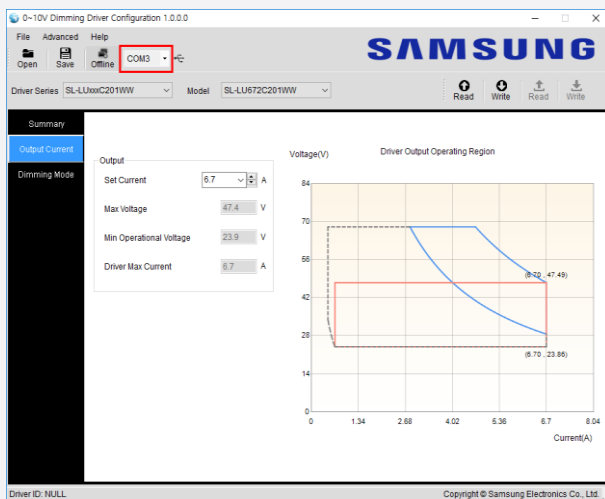 0~10V Dimming Driver Configuration 1.0.0.0
File Advanced Help
Open Save Offline COM3
SAMSUNG
Driver Series SL-LUxxxC201WW Model SL-LU672C201WW
Read Write Read Write
Summary
Output Current
Dimming Mode
Output
Set Current 6.7 A
Max Voltage 47.4 V
Min Operational Voltage 23.9 V
Driver Max Current 6.7 A
Voltage(V) Driver Output Operating Region
84
70
56
42
28
14
0
(6.70 , 47.49)
(6.70 , 23.86)
0 1.34 2.68 4.02 5.36 6.7 8.04
Current(A)
Driver ID: NULL Copyright © Samsung Electronics Co., Ltd.